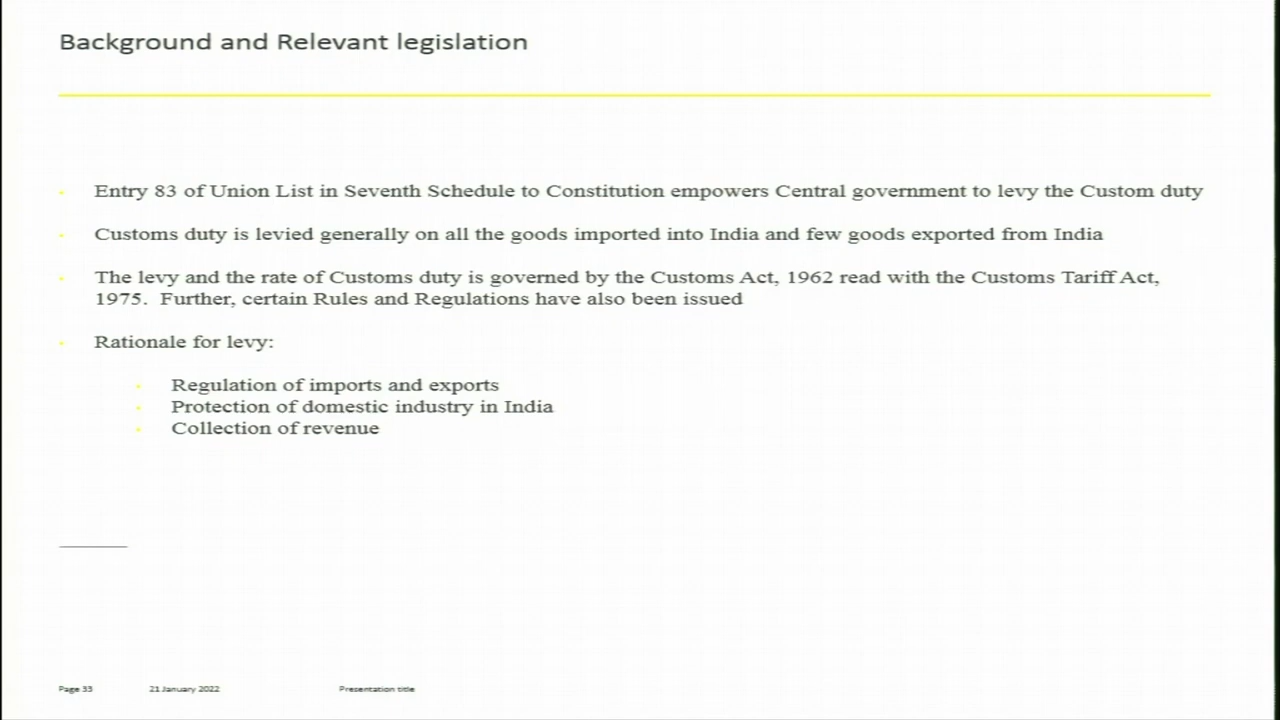 Background and Relevant legislation
Entry 83 of Union List in Seventh Schedule to Constitution empowers Central government to levy the Custom duty
Customs duty is levied generally on all the goods imported into India and few goods exported from India
The levy and the rate of Customs duty is governed by the Customs Act, 1962 read with the Customs Tariff Act,
1975. Further, certain Rules and Regulations have also been issued
Rationale for levy:
Regulation of imports and exports
Protection of domestic industry in India
Collection of revenue
Page 33 21 January 2022 Presentation title